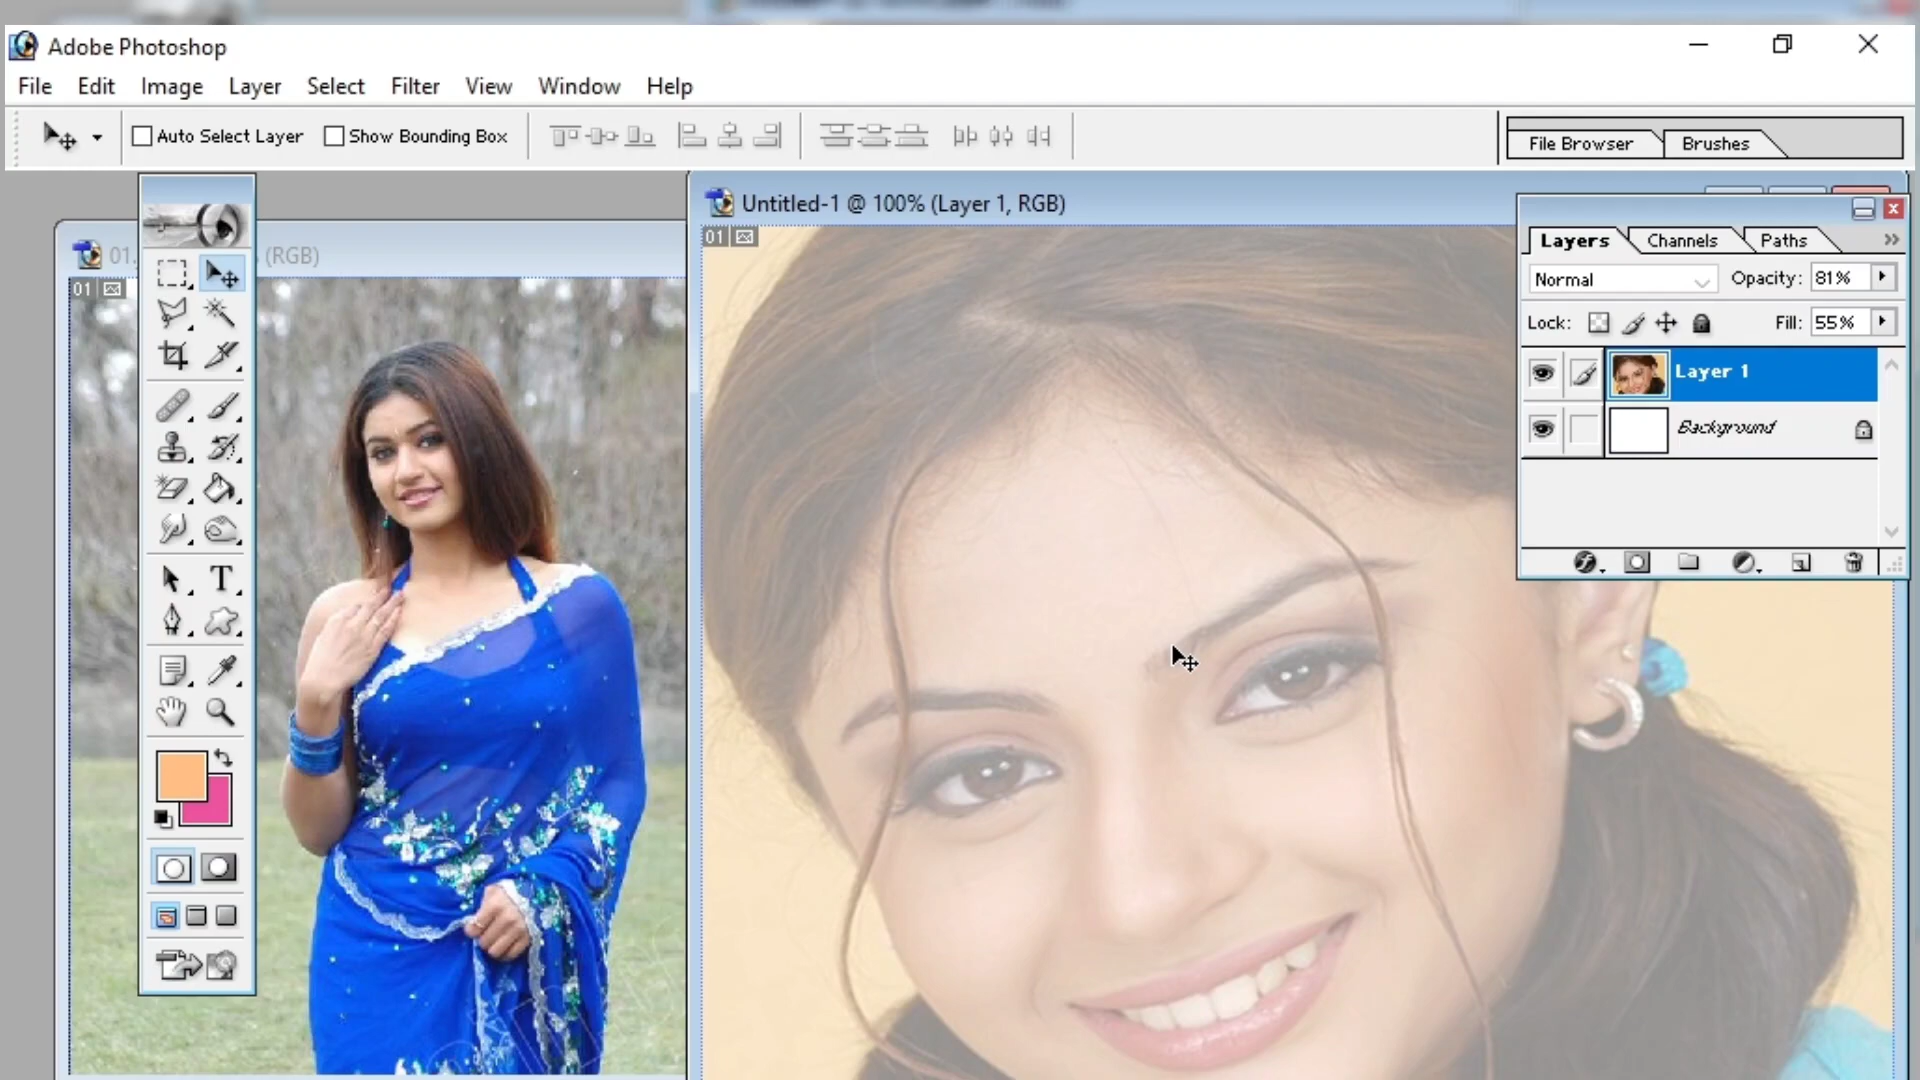 Adobe Photoshop
File Edit Image Layer Select Filter View Window Help
Auto Select Layer Show Bounding Box
File Browser Brushes
Untitled-1 @ 100% (Layer 1, RGB)
01
01. (RGB)
01
Layers Channels Paths
Normal Opacity: 81%
Lock: Fill: 55%
Layer 1
Background
T